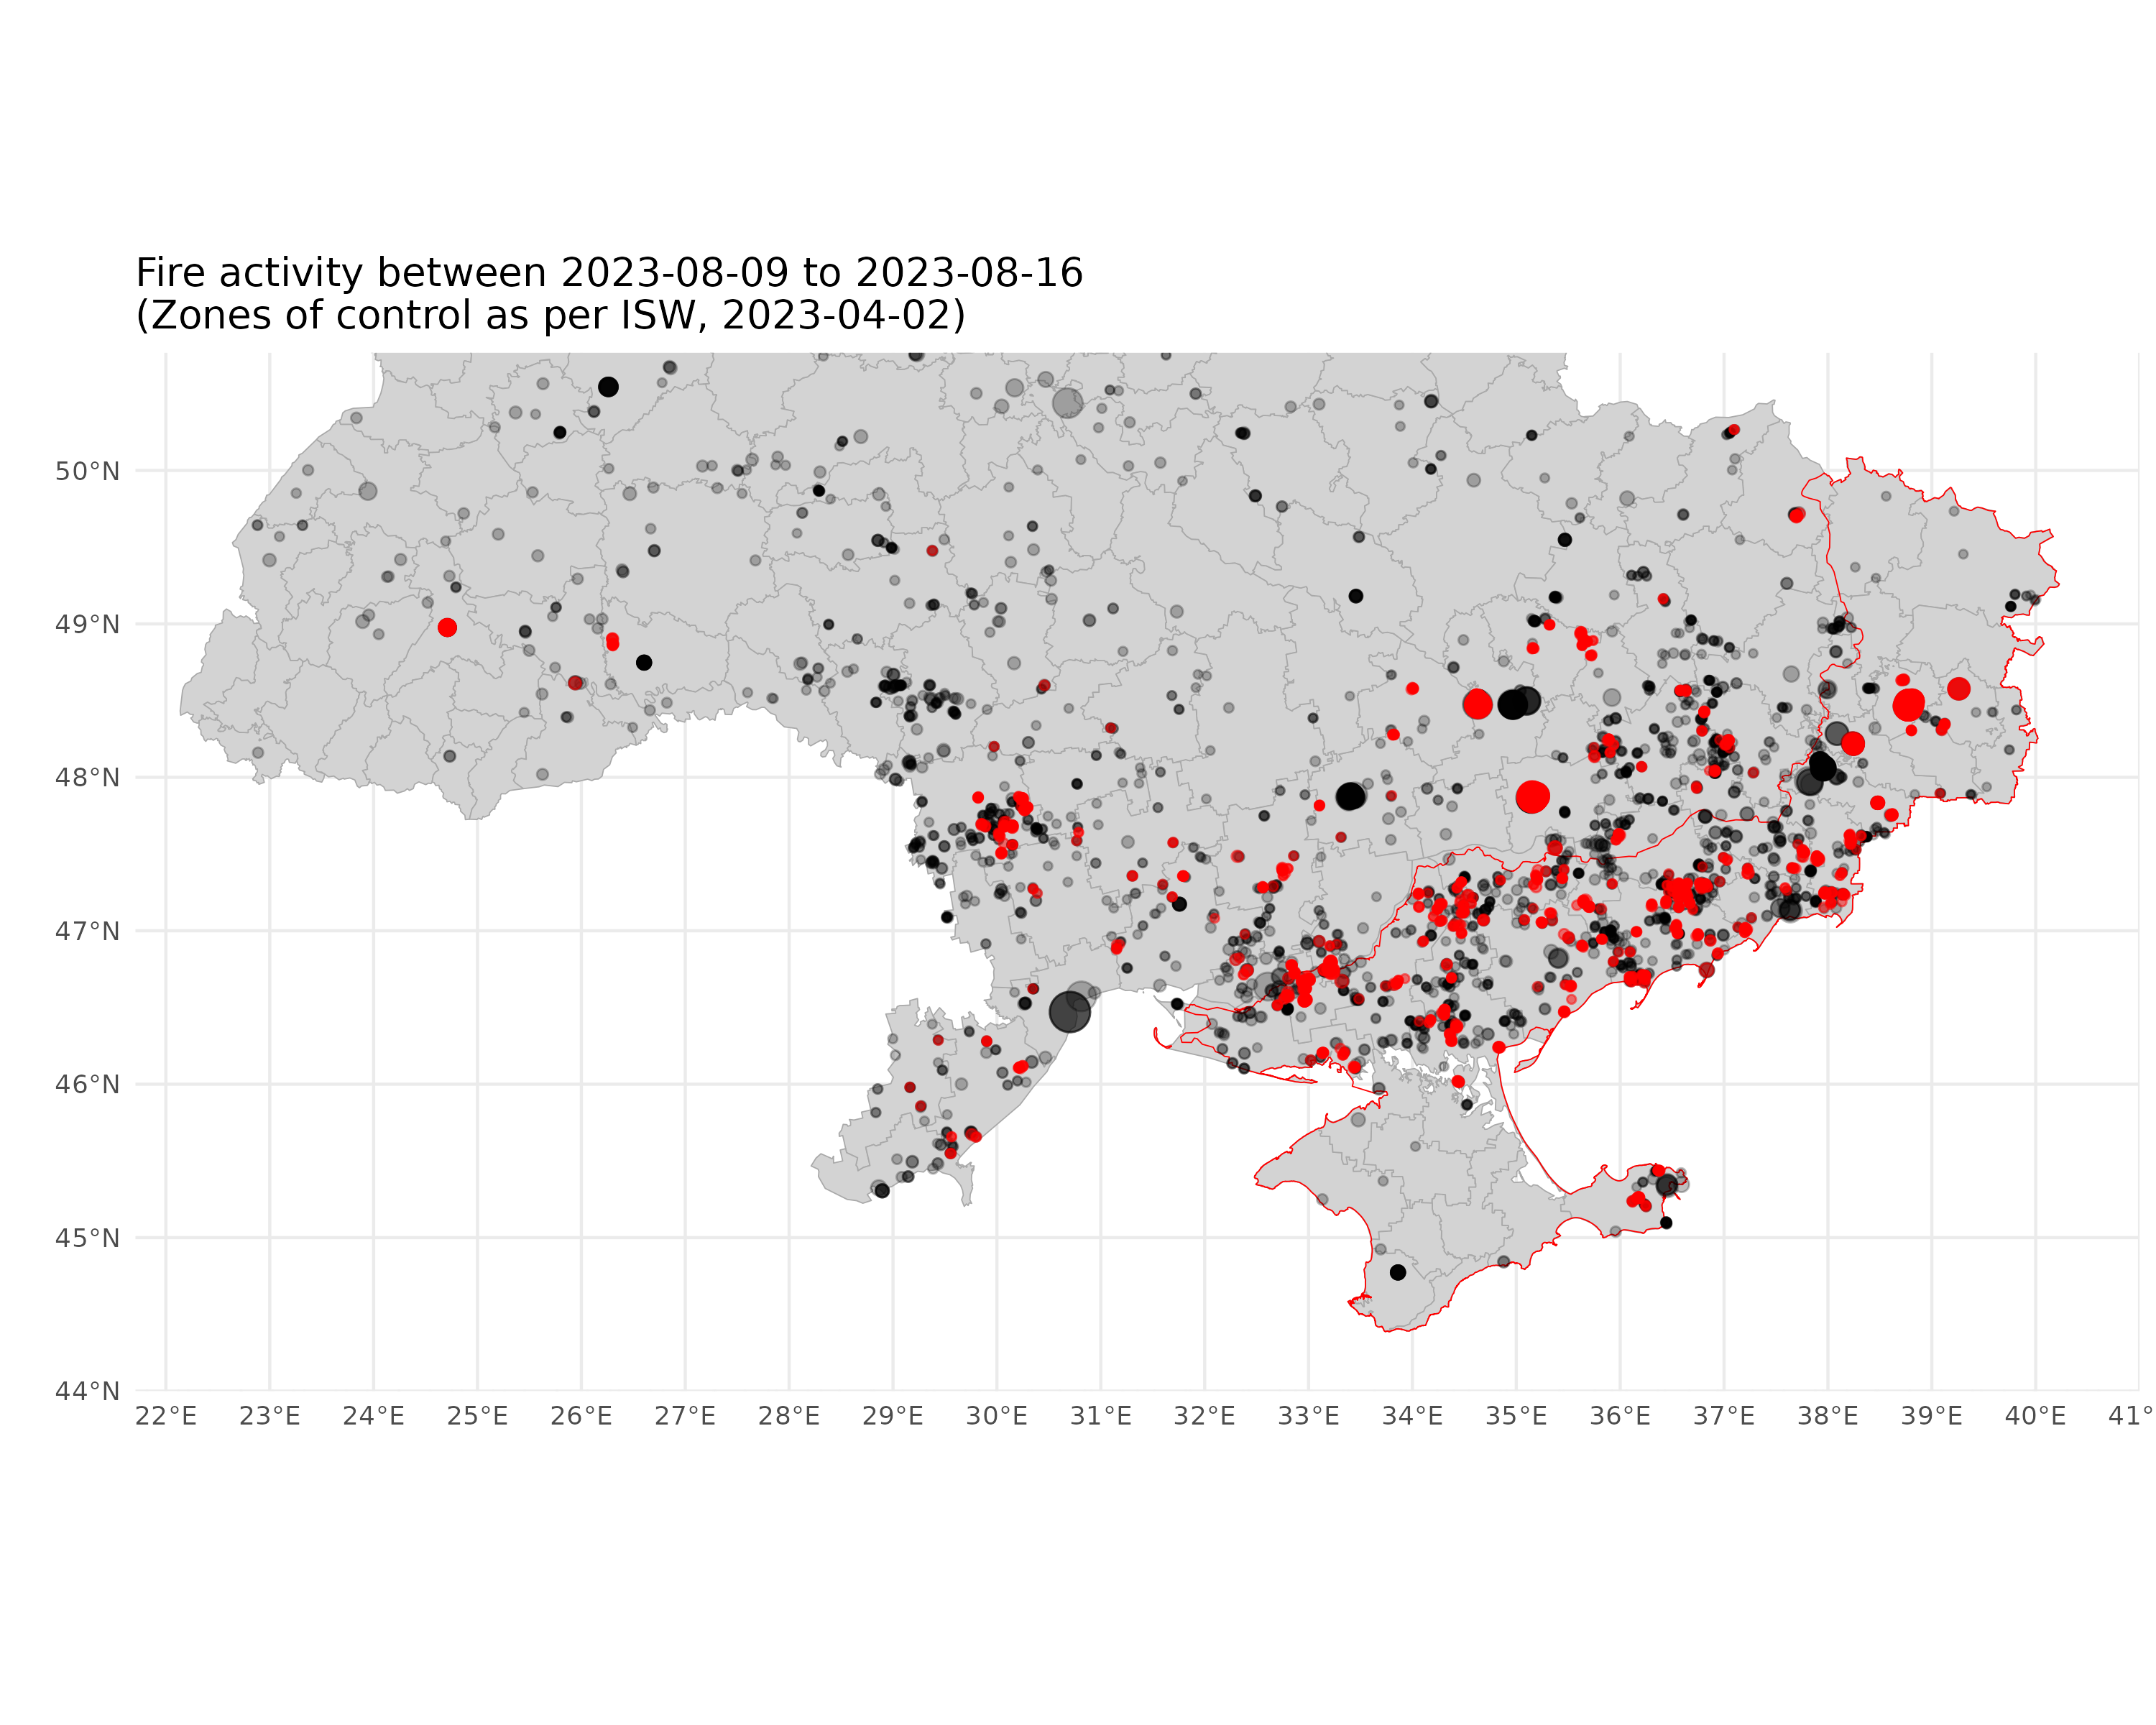 Fire activity between 2023-08-09 to 2023-08-16
(Zones of control as per ISW, 2023-04-02)
50°N
49°N
48°N
47°N
46°N
45°N
44°N
22°E 23°E 24°E 25°E 26°E 27°E 28°E 29°E 30°E 31°E 32°E 33°E 34°E 35°E 36°E 37°E 38°E 39°E 40°E 41°